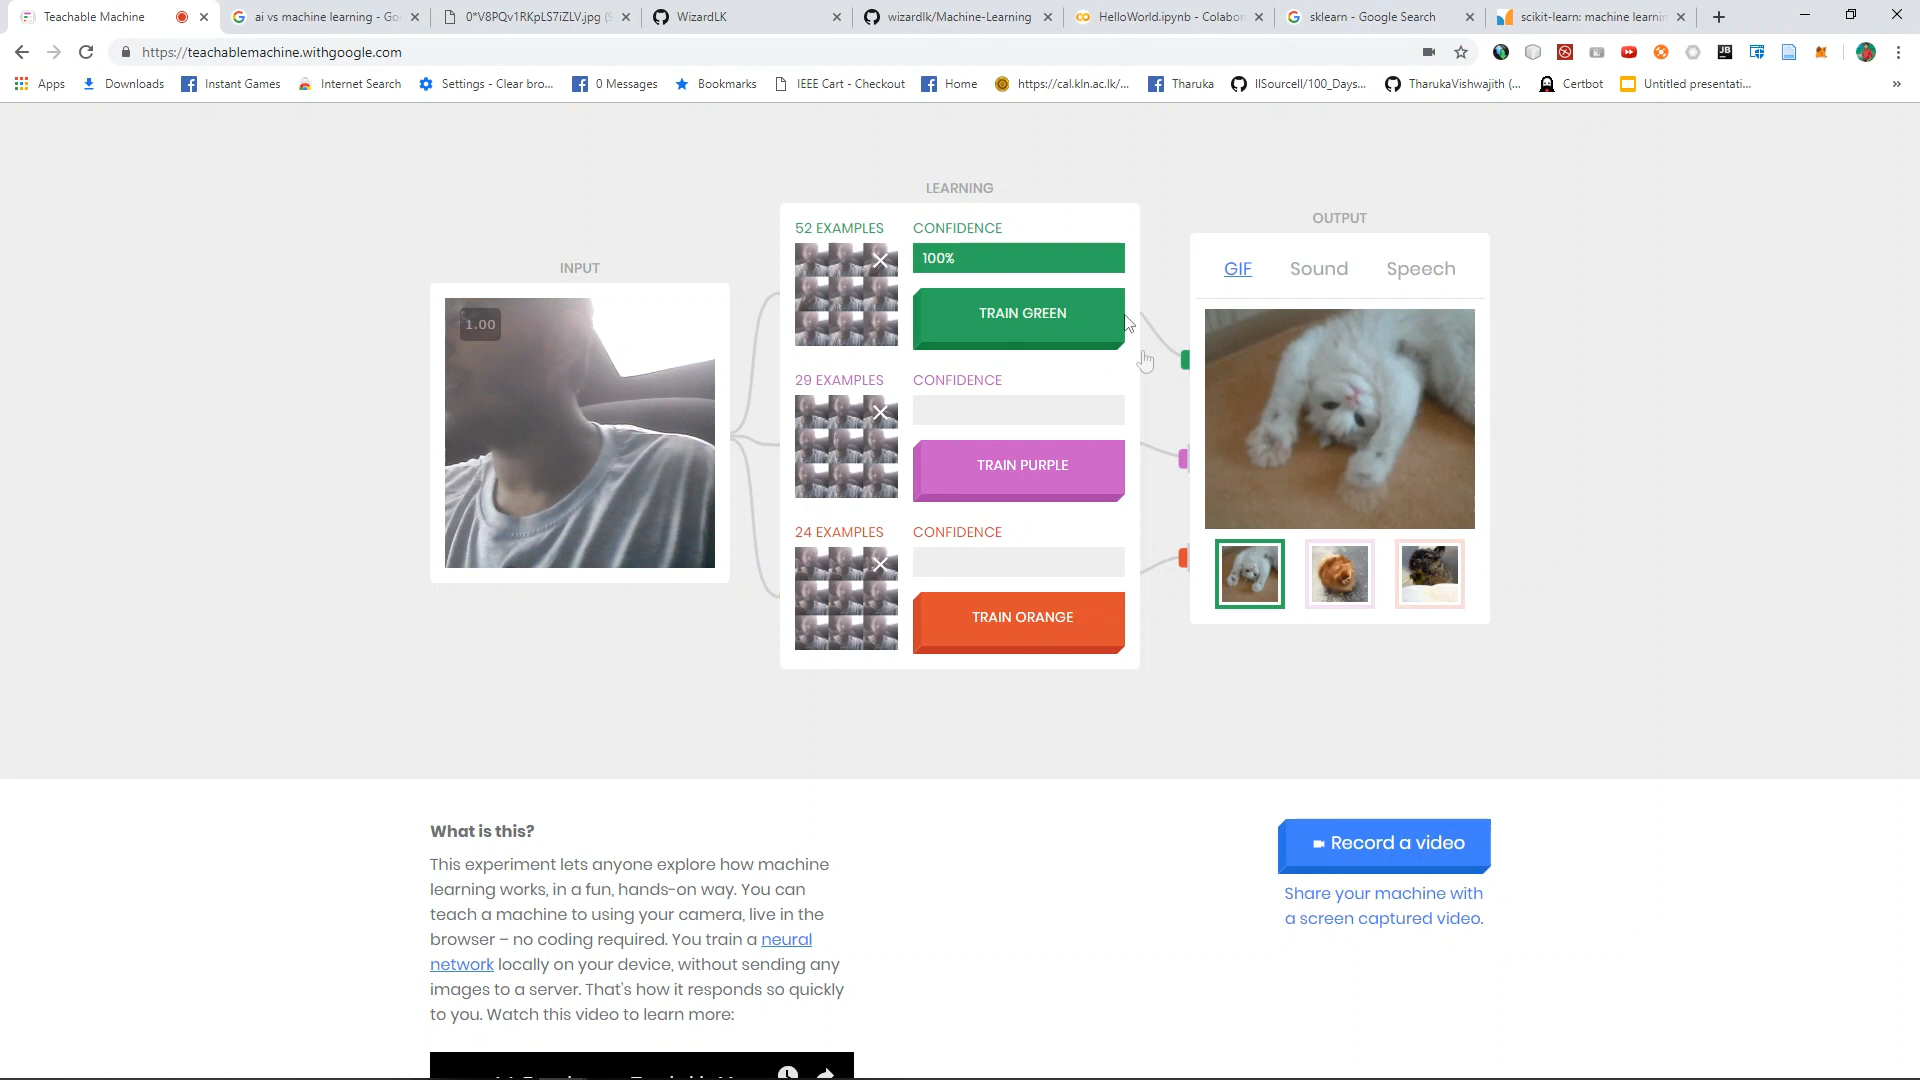 Teachable Machine
ai vs machine learning - Go
0*V8PQv1RKpLS7iZLV.jpg (
WizardLK
wizardlk/Machine-Learning
HelloWorld.ipynb - Colabor
sklearn - Google Search
scikit-learn: machine learnin
https://teachablemachine.withgoogle.com
Apps
Downloads
Instant Games
Internet Search
Settings - Clear bro...
0 Messages
Bookmarks
IEEE Cart - Checkout
Home
https://cal.kln.ac.lk/...
Tharuka
llSourcell/100_Days...
TharukaVishwajith (...
Certbot
Untitled presentati...
»
INPUT
1.00
LEARNING
52 EXAMPLES
CONFIDENCE
100%
TRAIN GREEN
29 EXAMPLES
CONFIDENCE
TRAIN PURPLE
24 EXAMPLES
CONFIDENCE
TRAIN ORANGE
OUTPUT
GIF
Sound
Speech
What is this?
This experiment lets anyone explore how machine
learning works, in a fun, hands-on way. You can
teach a machine to using your camera, live in the
browser – no coding required. You train a neural
network locally on your device, without sending any
images to a server. That's how it responds so quickly
to you. Watch this video to learn more:
Record a video
Share your machine with
a screen captured video.